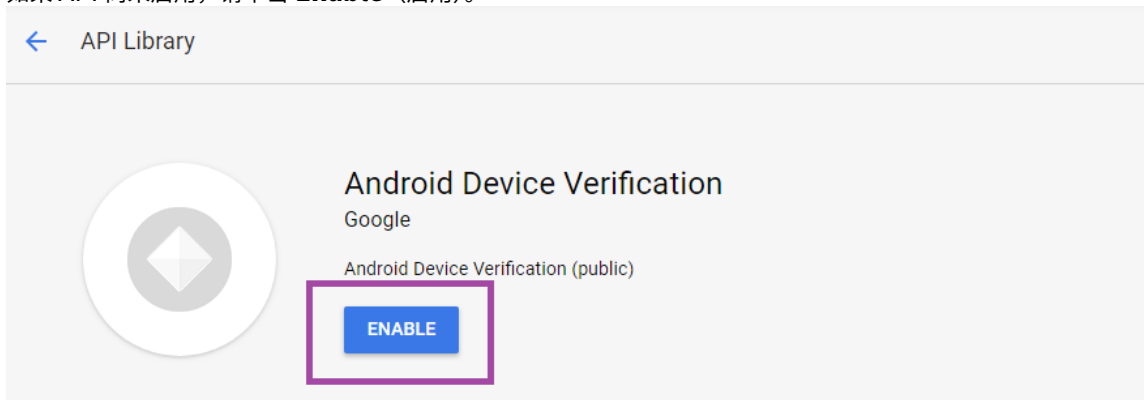 API Library
Android Device Verification
Google
Android Device Verification (public)
ENABLE